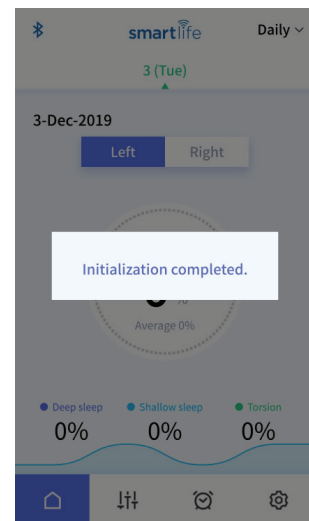 smartlife Daily
3 (Tue)
3-Dec-2019
Left Right
Initialization completed.
%
Average 0%
Deep sleep Shallow sleep Torsion
0% 0% 0%